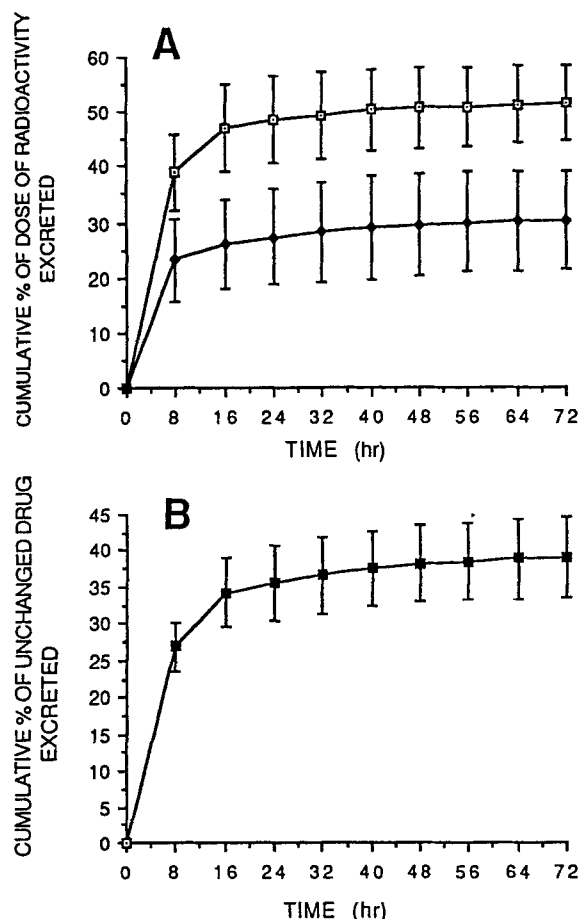 A
CUMULATIVE % OF DOSE OF RADIOACTIVITY
EXCRETED
60
50
40
30
20
10
0
0 8 16 24 32 40 48 56 64 72
TIME (hr)
B
CUMULATIVE % OF UNCHANGED DRUG
EXCRETED
45
40
35
30
25
20
15
10
5
0
0 8 16 24 32 40 48 56 64 72
TIME (hr)